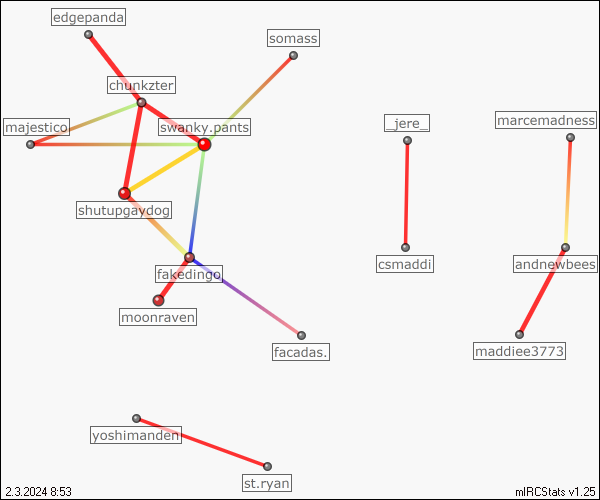 edgepanda
somass
chunkzter
marcemadness
_jere_
majestico
swanky.pants
shutupgaydog
csmaddi
andnewbees
fakedingo
moonraven
facadas.
maddiee3773
yoshimanden
st.ryan
2.3.2024 8:53
mIRCStats v1.25